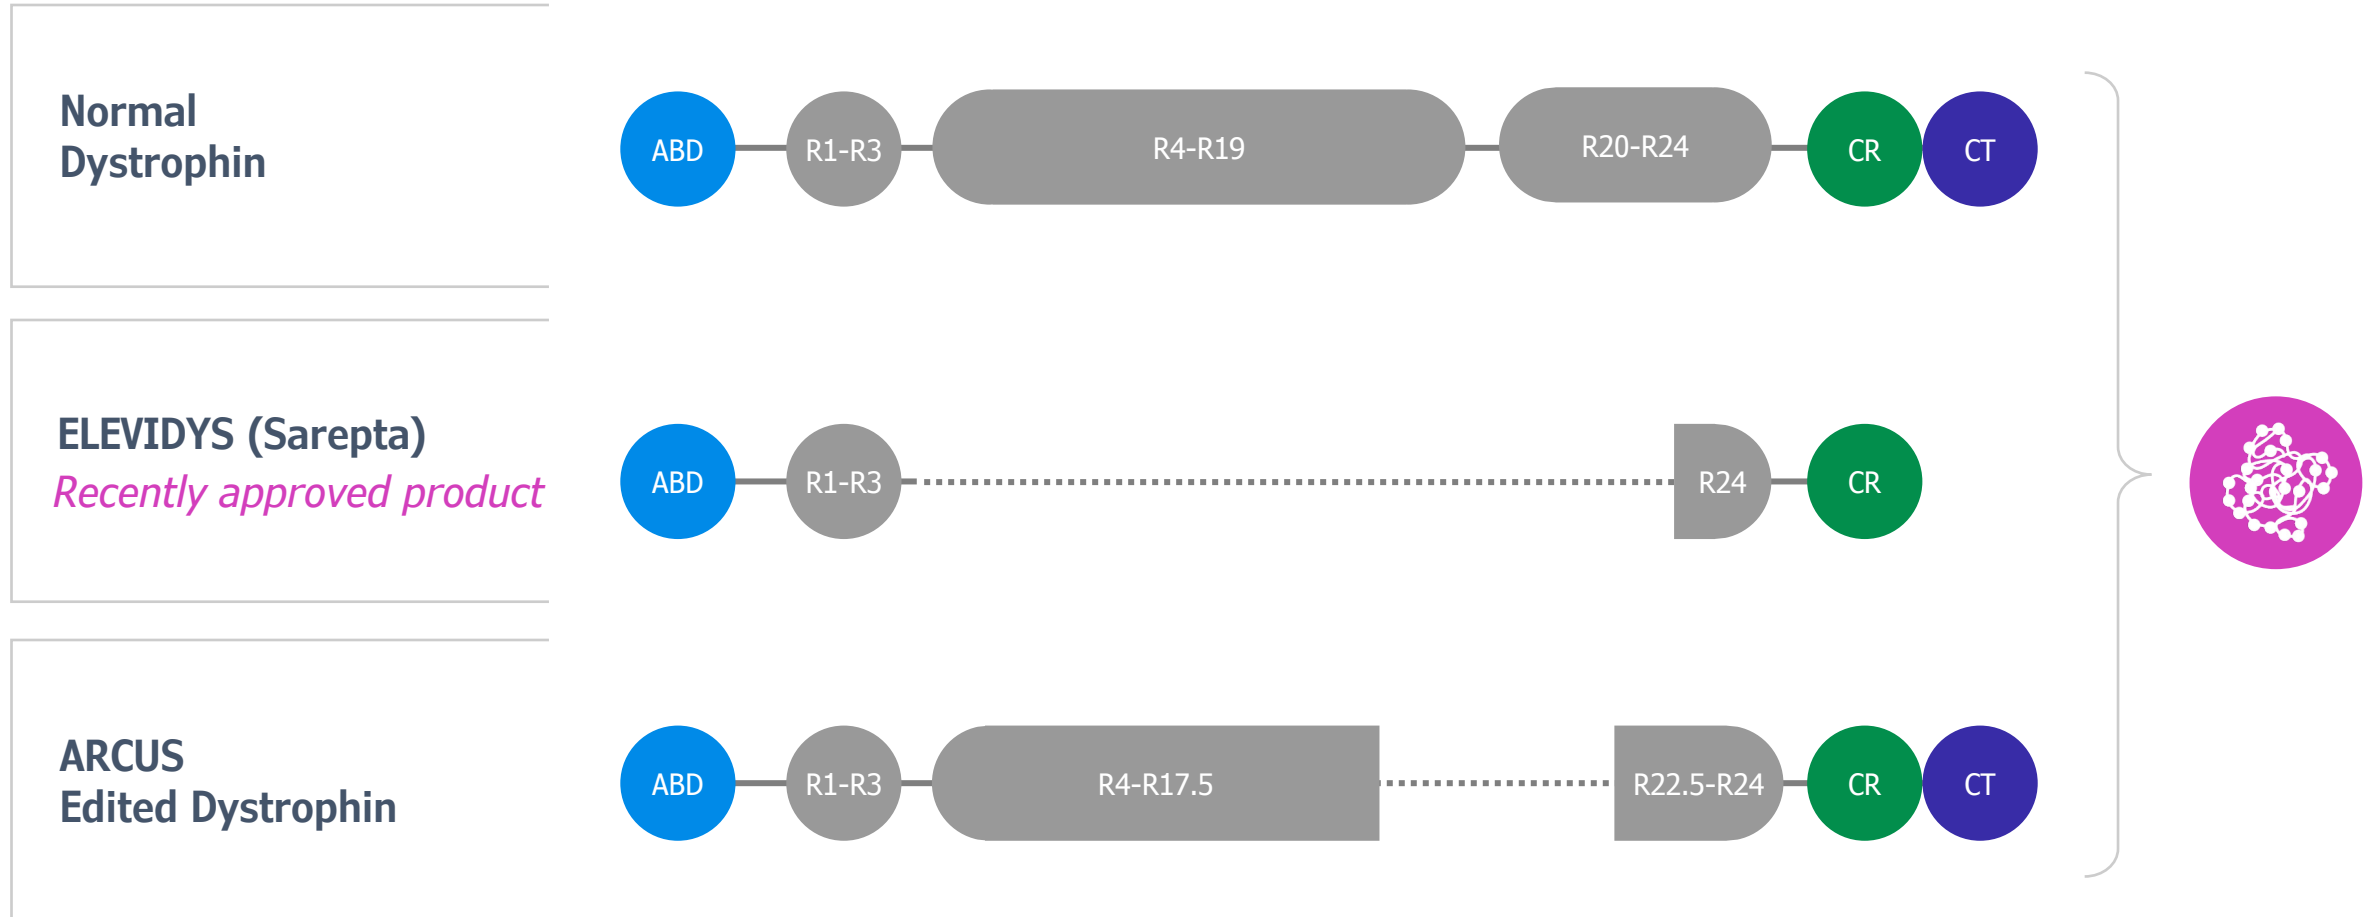 Normal
Dystrophin
ABD
R1-R3
R4-R19
R20-R24
CR
CT
ELEVIDYS (Sarepta)
Recently approved product
ABD
R1-R3
R24
CR
ARCUS
Edited Dystrophin
ABD
R1-R3
R4-R17.5
R22.5-R24
CR
CT